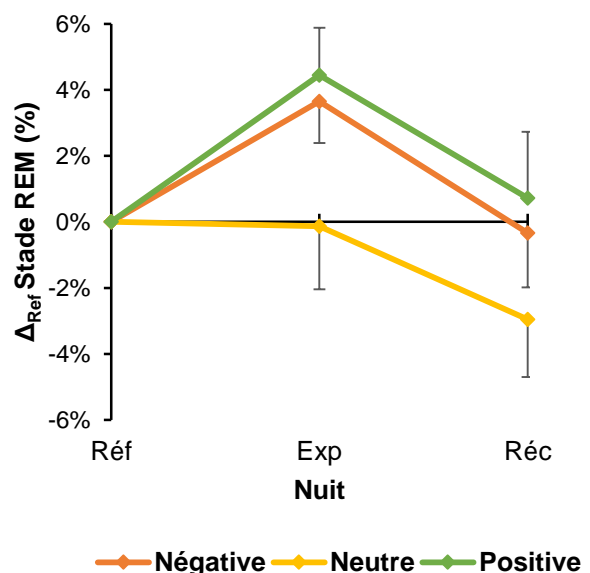 6%
4%
2%
0%
-2%
-4%
-6%
ΔRef Stade REM (%)
Réf Exp Réc
Nuit
Négative Neutre Positive